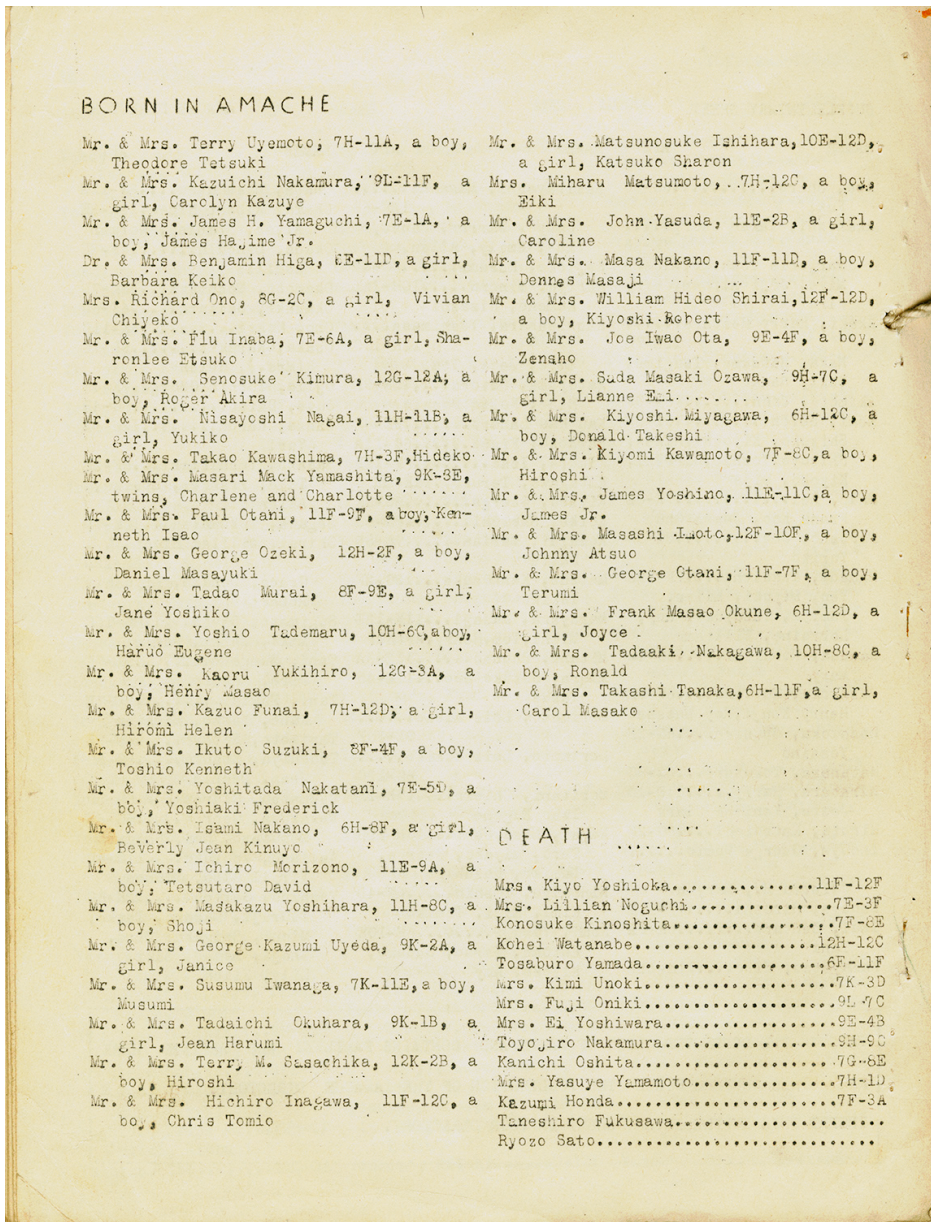 BORN IN AMACHE
Mr. & Mrs. Terry Uyemoto, 7H-11A, a boy,
Theodore Tetsuki
Mr. & Mrs. Kazuichi Nakamura, 9L-11F, a
girl, Carolyn Kazuye
Mr. & Mrs. James H. Yamaguchi, 7E-1A, a
boy, James Hajime Jr.
Dr. & Mrs. Benjamin Higa, 6E-11D, a girl,
Barbara Keiko
Mrs. Richard Ono, 8G-2C, a girl, Vivian
Chiyeko
Mr. & Mrs. Fiu Inaba, 7E-6A, a girl, Sha-
ronlee Etsuko
Mr. & Mrs. Senosuke Kimura, 12G-12A, a
boy, Roger Akira
Mr. & Mrs. Nisayoshi Nagai, 11H-11B, a
girl, Yukiko
Mr. & Mrs. Takao Kawashima, 7H-3F, Hideko
Mr. & Mrs. Masari Mack Yamashita, 9K-8E,
twins, Charlene and Charlotte
Mr. & Mrs. Paul Otani, 11F-9F, a boy, Ken-
neth Isao
Mr. & Mrs. George Ozeki, 12H-2F, a boy,
Daniel Masayuki
Mr. & Mrs. Tadao Murai, 8F-9E, a girl,
Jane Yoshiko
Mr. & Mrs. Yoshio Tademaru, 10H-6C, a boy,
Haruo Eugene
Mr. & Mrs. Kaoru Yukihiro, 12G-3A, a
boy, Henry Masao
Mr. & Mrs. Kazuo Funai, 7H-12D, a girl,
Hiromi Helen
Mr. & Mrs. Ikuto Suzuki, 8F-4F, a boy,
Toshio Kenneth
Mr. & Mrs. Yoshitada Nakatani, 7E-5D, a
boy, Yoshiaki Frederick
Mr. & Mrs. Isami Nakano, 6H-8F, a girl,
Beverly Jean Kinuyo
Mr. & Mrs. Ichiro Morizono, 11E-9A, a
boy, Tetsutaro David
Mr. & Mrs. Masakazu Yoshihara, 11H-8C, a
boy, Shoji
Mr. & Mrs. George Kazumi Uyeda, 9K-2A, a
girl, Janice
Mr. & Mrs. Susumu Iwanaga, 7K-11E, a boy,
Musumi
Mr. & Mrs. Tadaichi Okuhara, 9K-1B, a
girl, Jean Harumi
Mr. & Mrs. Terry M. Sasachika, 12K-2B, a
boy, Hiroshi
Mr. & Mrs. Hichiro Inagawa, 11F-12C, a
boy, Chris Tomio
Mr. & Mrs. Matsunosuke Ishihara, 10E-12D,
a girl, Katsuko Sharon
Mrs. Miharu Matsumoto, 7H-12C, a boy,
Eiki
Mr. & Mrs. John Yasuda, 11E-2B, a girl,
Caroline
Mr. & Mrs. Masa Nakano, 11F-11D, a boy,
Dennes Masaji
Mr. & Mrs. William Hideo Shirai, 12F-12D,
a boy, Kiyoshi Robert
Mr. & Mrs. Joe Iwao Ota, 9E-4F, a boy,
Zensho
Mr. & Mrs. Sada Masaki Ozawa, 9H-7C, a
girl, Lianne Emi
Mr. & Mrs. Kiyoshi Miyagawa, 6H-12C, a
boy, Donald Takeshi
Mr. & Mrs. Kiyomi Kawamoto, 7F-8C, a boy,
Hiroshi
Mr. & Mrs. James Yoshino, 11E-11C, a boy,
James Jr.
Mr. & Mrs. Masashi 12F-10F, a boy,
Johnny Atsuo
Mr. & Mrs. George Otani, 11F-7F, a boy,
Terumi
Mr. & Mrs. Frank Masao Okune, 6H-12D, a
girl, Joyce
Mr. & Mrs. Tadaaki Nakagawa, 10H-8C, a
boy, Ronald
Mr. & Mrs. Takashi Tanaka, 6H-11F, a girl,
Carol Masako
DEATH
Mrs. Kiyo Yoshioka................11F-12F
Mrs. Lillian Noguchi................7E-3F
Konosuke Kinoshita................7F-8E
Kohei Watanabe................12H-12C
Tosaburo Yamada................6E-11F
Mrs. Kimi Unoki................7K-3D
Mrs. Fuji Oniki................9L-7C
Mrs. Ei Yoshiwara................9E-4B
Toyojiro Nakamura................9H-9C
Kanichi Oshita................7G-8E
Mrs. Yasuye Yamamoto................7H-1D
Kazumi Honda................7F-3A
Taneshiro Fukusawa................
Ryozo Sato................